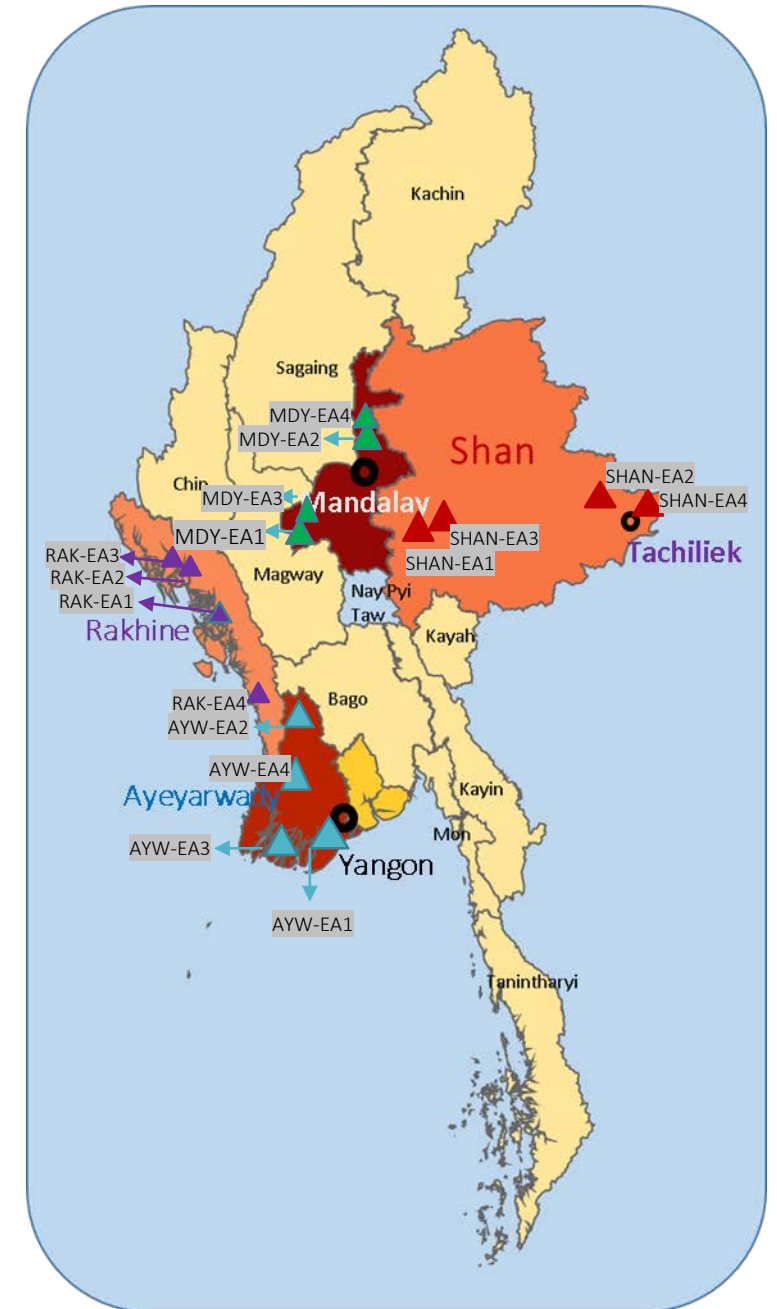 Kachin
Sagaing
MDY-EA4
MDY-EA2
Shan
SHAN-EA2
Chin
MDY-EA3
Mandalay
SHAN-EA4
MDY-EA1
SHAN-EA3
RAK-EA3
Tachiliek
SHAN-EA1
RAK-EA2
Magway
Nay Pyi
Taw
RAK-EA1
Rakhine
Kayah
RAK-EA4
Bago
AYW-EA2
AYW-EA4
Ayeyarwady
Kayin
Mon
AYW-EA3
Yangon
AYW-EA1
Tanintharyi